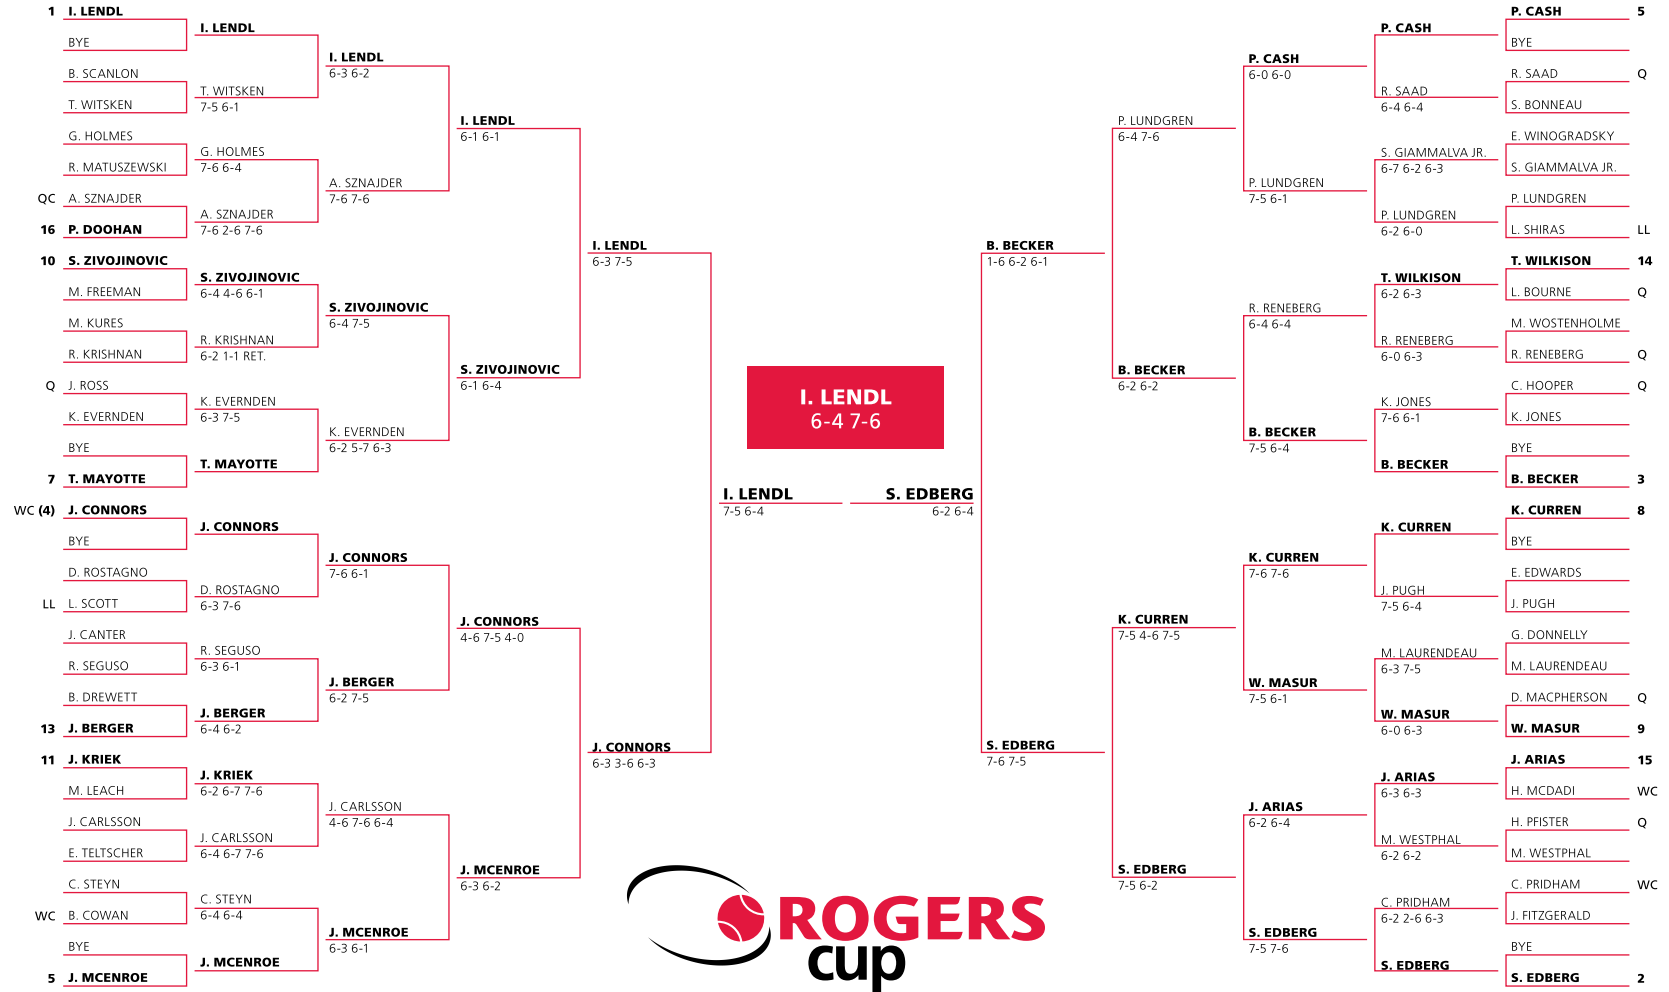 1 I. LENDL
BYE
B. SCANLON
T. WITSKEN
G. HOLMES
R. MATUSZEWSKI
QC A. SZNAJDER
16 P. DOOHAN
10 S. ZIVOJINOVIC
M. FREEMAN
M. KURES
R. KRISHNAN
Q J. ROSS
K. EVERNDEN
BYE
7 T. MAYOTTE
WC (4) J. CONNORS
BYE
D. ROSTAGNO
LL L. SCOTT
J. CANTER
R. SEGUSO
B. DREWETT
13 J. BERGER
11 J. KRIEK
M. LEACH
J. CARLSSON
E. TELTSCHER
C. STEYN
WC B. COWAN
BYE
5 J. MCENROE
I. LENDL
T. WITSKEN
7-5 6-1
G. HOLMES
7-6 6-4
A. SZNAJDER
7-6 2-6 7-6
S. ZIVOJINOVIC
6-4 4-6 6-1
R. KRISHNAN
6-2 1-1 RET.
K. EVERNDEN
6-3 7-5
T. MAYOTTE
J. CONNORS
D. ROSTAGNO
6-3 7-6
R. SEGUSO
6-3 6-1
J. BERGER
6-4 6-2
J. KRIEK
6-2 6-7 7-6
J. CARLSSON
6-4 6-7 7-6
C. STEYN
6-4 6-4
J. MCENROE
I. LENDL
6-3 6-2
A. SZNAJDER
7-6 7-6
S. ZIVOJINOVIC
6-4 7-5
K. EVERNDEN
6-2 5-7 6-3
J. CONNORS
7-6 6-1
J. BERGER
6-2 7-5
J. CARLSSON
4-6 7-6 6-4
J. MCENROE
6-3 6-1
I. LENDL
6-1 6-1
S. ZIVOJINOVIC
6-1 6-4
J. CONNORS
4-6 7-5 4-0
J. MCENROE
6-3 6-2
I. LENDL
6-3 7-5
J. CONNORS
6-3 3-6 6-3
I. LENDL
7-5 6-4
I. LENDL
6-4 7-6
S. EDBERG
6-2 6-4
B. BECKER
1-6 6-2 6-1
S. EDBERG
7-6 7-5
P. LUNDGREN
6-4 7-6
B. BECKER
6-2 6-2
K. CURREN
7-5 4-6 7-5
S. EDBERG
7-5 6-2
P. CASH
6-0 6-0
P. LUNDGREN
7-5 6-1
R. RENEBERG
6-4 6-4
B. BECKER
7-5 6-4
K. CURREN
7-6 7-6
W. MASUR
7-5 6-1
J. ARIAS
6-2 6-4
S. EDBERG
7-5 7-6
P. CASH
R. SAAD
6-4 6-4
S. GIAMMALVA JR.
6-7 6-2 6-3
P. LUNDGREN
6-2 6-0
T. WILKISON
6-2 6-3
R. RENEBERG
6-0 6-3
K. JONES
7-6 6-1
B. BECKER
K. CURREN
J. PUGH
7-5 6-4
M. LAURENDEAU
6-3 7-5
W. MASUR
6-0 6-3
J. ARIAS
6-3 6-3
M. WESTPHAL
6-2 6-2
C. PRIDHAM
6-2 2-6 6-3
S. EDBERG
P. CASH 5
BYE
R. SAAD Q
S. BONNEAU
E. WINOGRADSKY
S. GIAMMALVA JR.
P. LUNDGREN
L. SHIRAS LL
T. WILKISON 14
L. BOURNE Q
M. WOSTENHOLME
R. RENEBERG Q
C. HOOPER Q
K. JONES
BYE
B. BECKER 3
K. CURREN 8
BYE
E. EDWARDS
J. PUGH
G. DONNELLY
M. LAURENDEAU
D. MACPHERSON Q
W. MASUR 9
J. ARIAS 15
H. MCDADI WC
H. PFISTER Q
M. WESTPHAL
C. PRIDHAM WC
J. FITZGERALD
BYE
S. EDBERG 2
ROGERS
cup